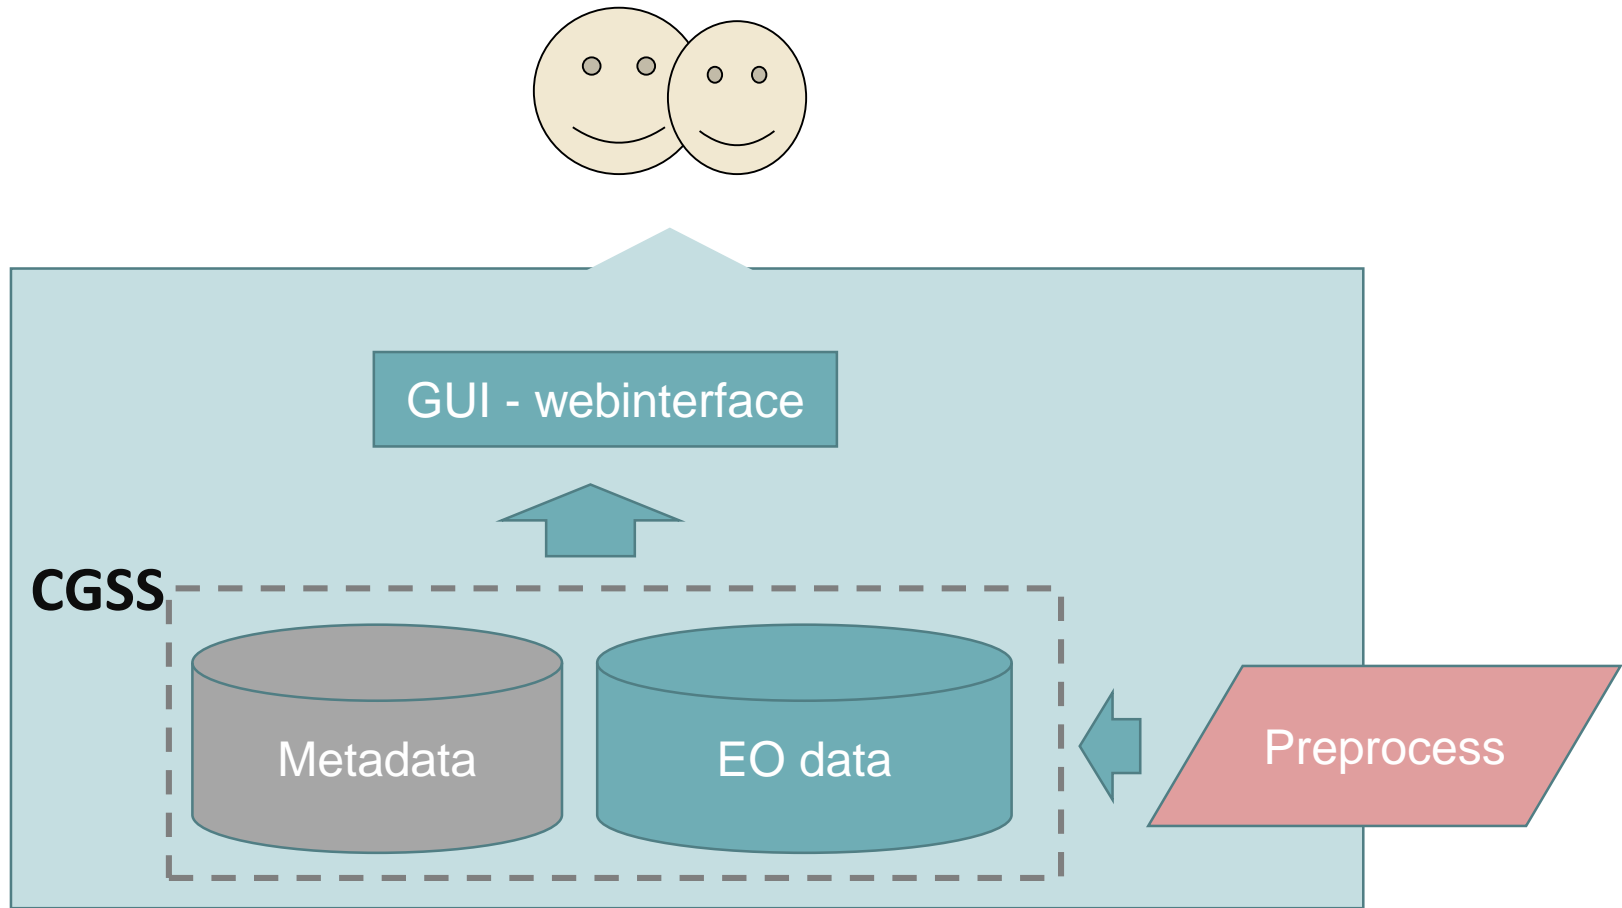 GUI - webinterface
CGSS
Metadata
EO data
Preprocess